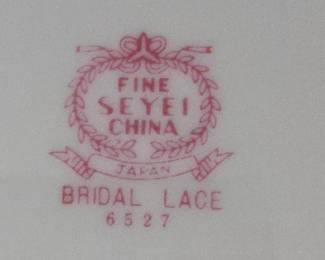 FINE
SEYEI
CHINA
JAPAN
BRIDAL LACE
6527